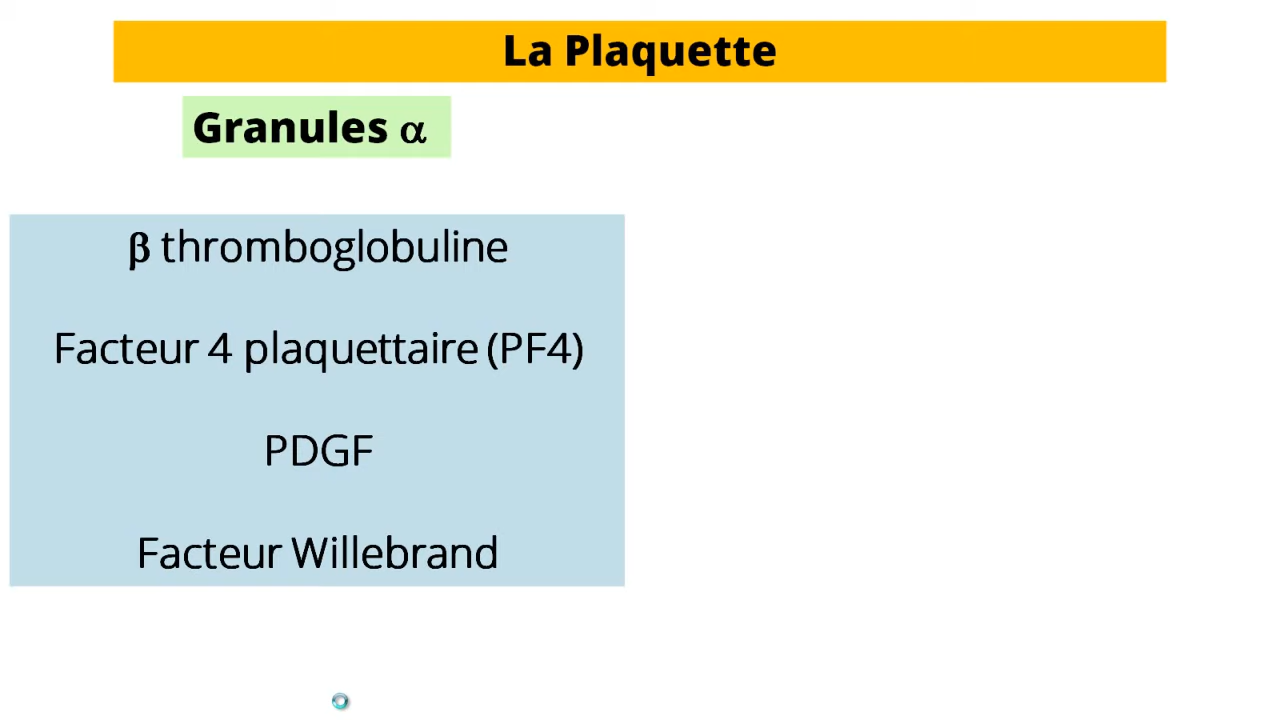 La Plaquette
Granules α
β thromboglobuline
Facteur 4 plaquettaire (PF4)
PDGF
Facteur Willebrand